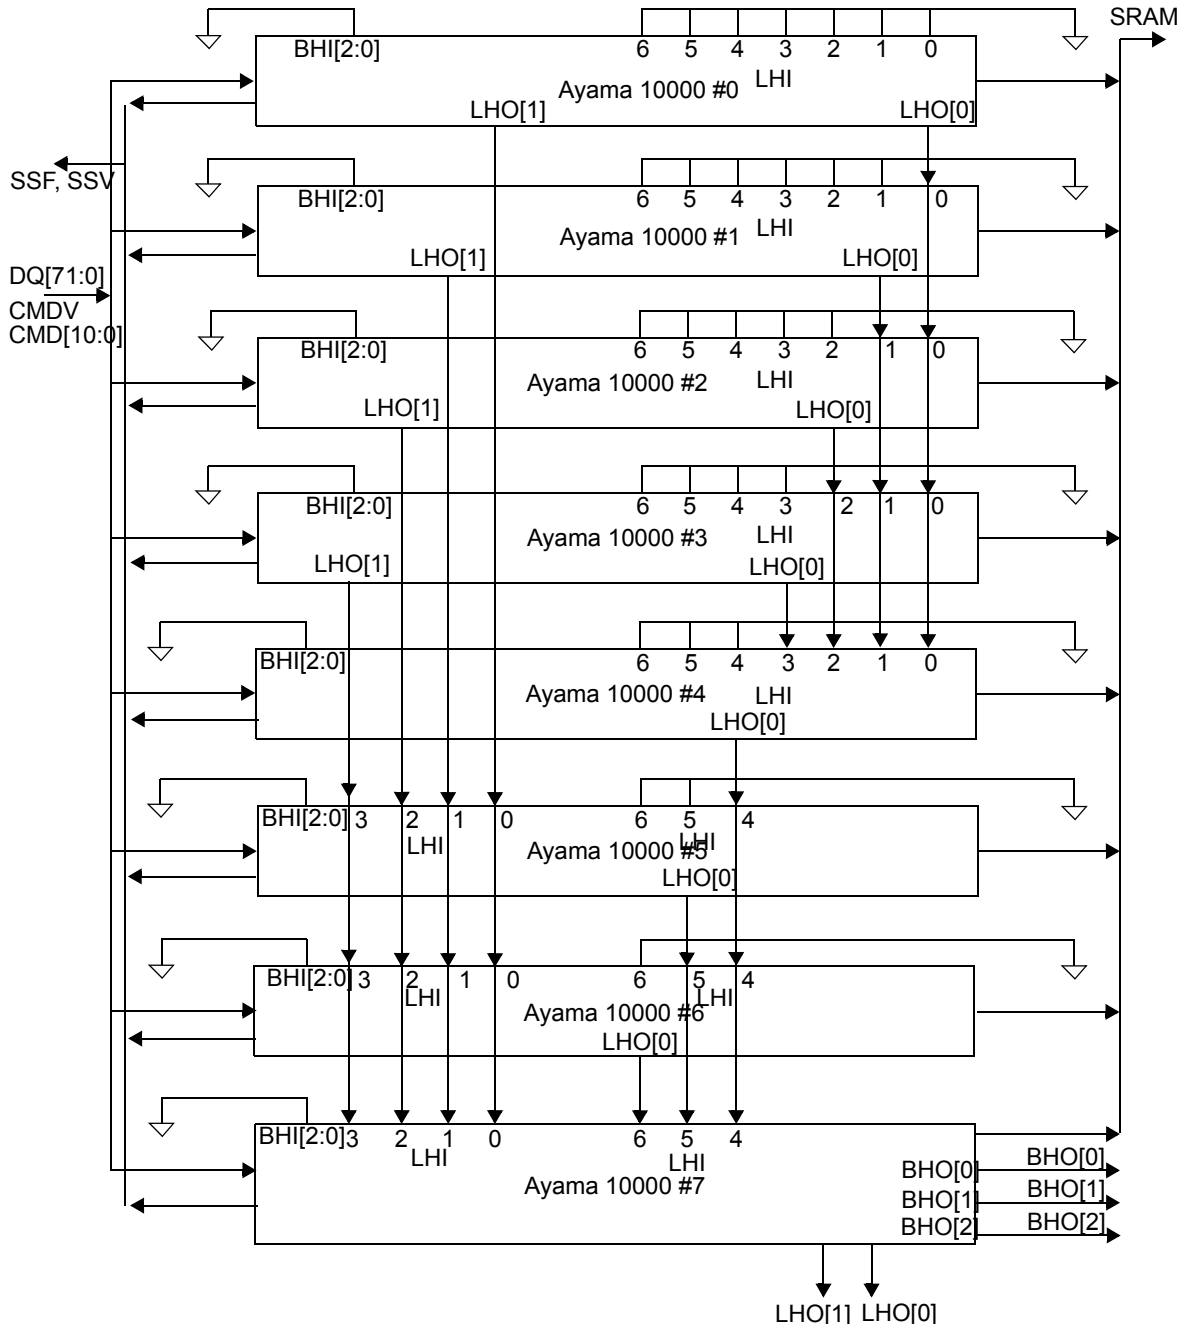 SRAM
BHI[2:0] 6 5 4 3 2 1 0
LHI
Ayama 10000 #0
LHO[1] LHO[0]
SSF, SSV
BHI[2:0] 6 5 4 3 2 1 0
LHI
Ayama 10000 #1
LHO[1] LHO[0]
DQ[71:0]
CMDV
CMD[10:0]
BHI[2:0] 6 5 4 3 2 1 0
LHI
Ayama 10000 #2
LHO[1] LHO[0]
BHI[2:0] 6 5 4 3 2 1 0
LHI
Ayama 10000 #3
LHO[1] LHO[0]
BHI[2:0] 6 5 4 3 2 1 0
LHI
Ayama 10000 #4
LHO[0]
BHI[2:0] 3 2 1 0 6 5 4
LHI LHI
Ayama 10000 #5
LHO[0]
BHI[2:0] 3 2 1 0 6 5 4
LHI LHI
Ayama 10000 #6
LHO[0]
BHI[2:0] 3 2 1 0 6 5 4
LHI LHI
Ayama 10000 #7
BHO[0] BHO[0]
BHO[1] BHO[1]
BHO[2] BHO[2]
LHO[1] LHO[0]